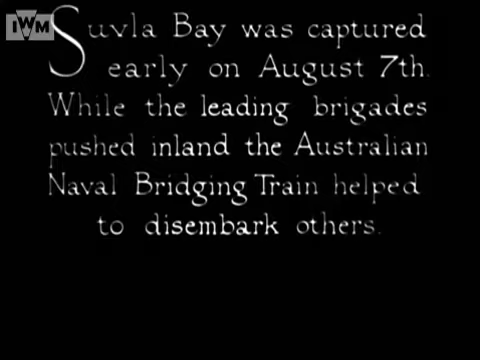 IWM
Suvla Bay was captured
early on August 7th.
While the leading brigades
pushed inland the Australian
Naval Bridging Train helped
to disembark others.